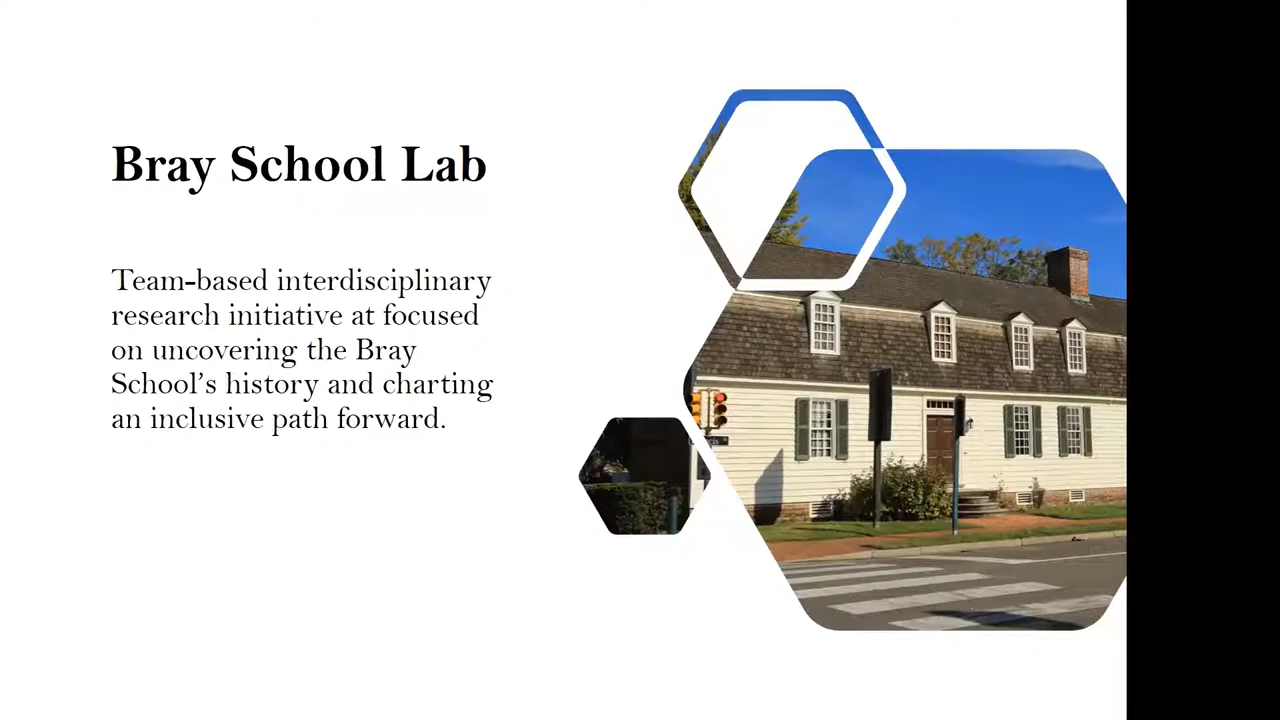 Bray School Lab
Team-based interdisciplinary
research initiative at focused
on uncovering the Bray
School's history and charting
an inclusive path forward.